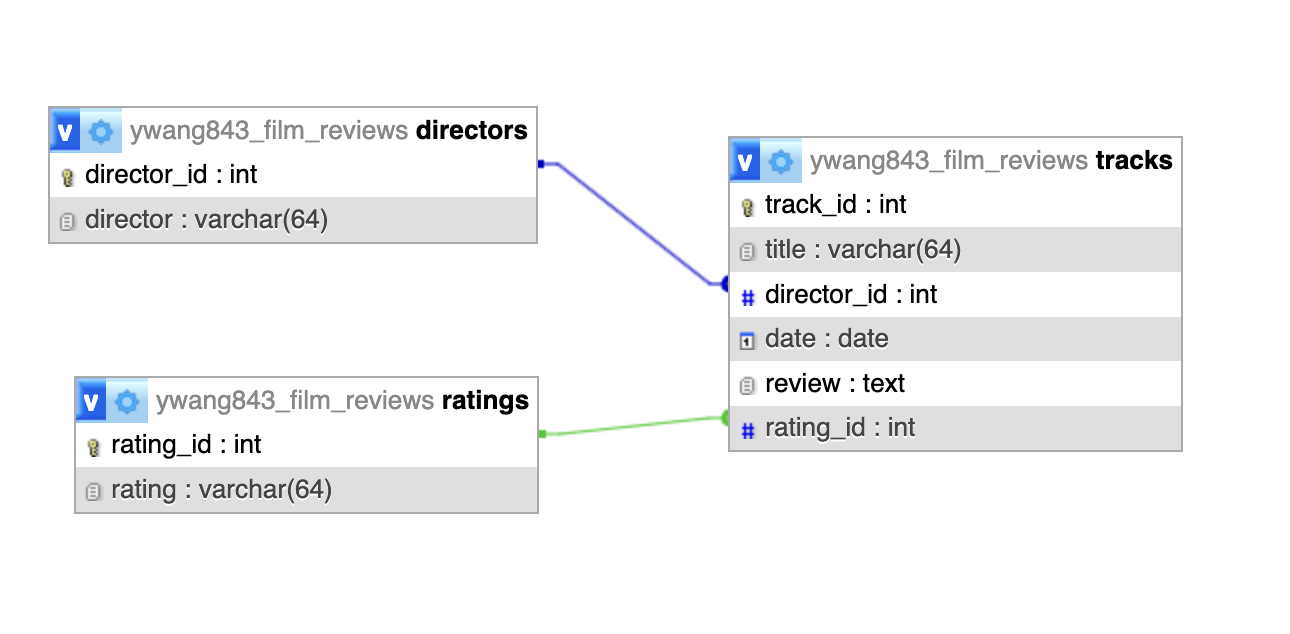 v ywang843_film_reviews directors
director_id : int
director : varchar(64)
v ywang843_film_reviews tracks
track_id : int
title : varchar(64)
# director_id : int
1 date : date
review : text
# rating_id : int
v ywang843_film_reviews ratings
rating_id : int
rating : varchar(64)